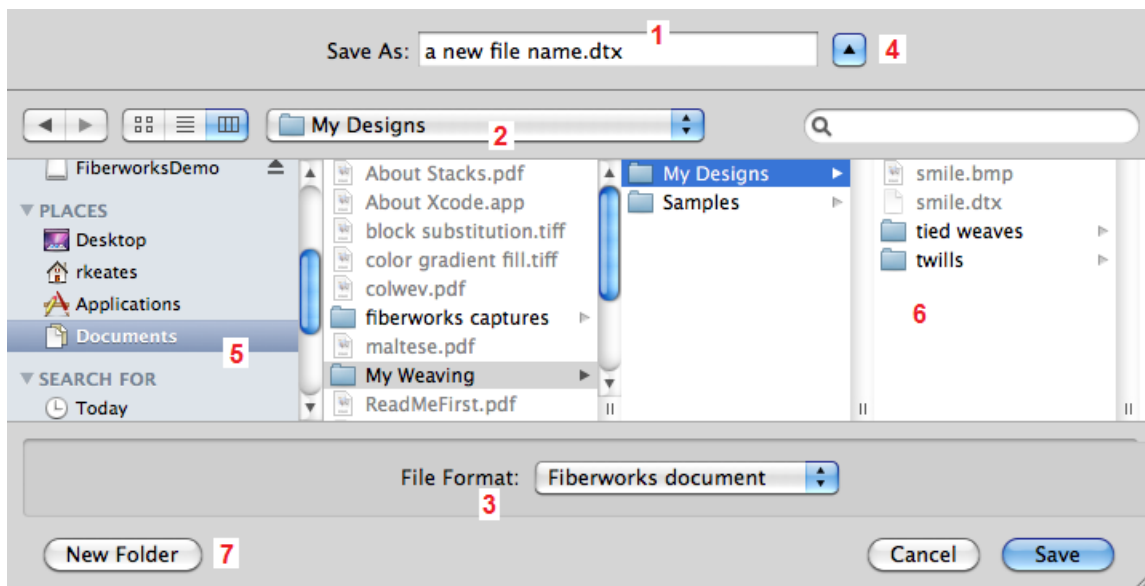 1
Save As: a new file name.dtx
4
My Designs
2
FiberworksDemo
PLACES
Desktop
rkeates
Applications
Documents
5
SEARCH FOR
Today
About Stacks.pdf
About Xcode.app
block substitution.tiff
color gradient fill.tiff
colwev.pdf
fiberworks captures
maltese.pdf
My Weaving
ReadMeFirst.pdf
My Designs
Samples
smile.bmp
smile.dtx
tied weaves
twills
6
File Format: Fiberworks document
3
New Folder 7 Cancel Save